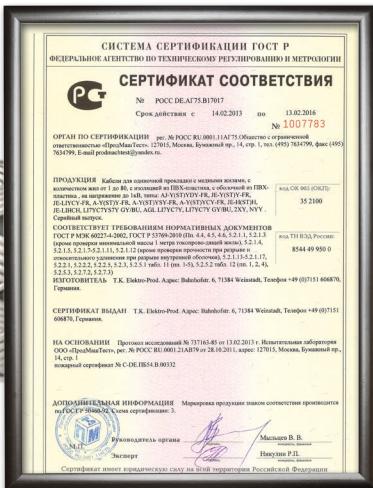 СИСТЕМА СЕРТИФИКАЦИИ ГОСТ Р
ФЕДЕРАЛЬНОЕ АГЕНТСТВО ПО ТЕХНИЧЕСКОМУ РЕГУЛИРОВАНИЮ И МЕТРОЛОГИИ
СЕРТИФИКАТ СООТВЕТСТВИЯ
№ РОСС DE.АГ75.В17017
Срок действия с 14.02.2013 по 13.02.2016
№ 1007783
ОРГАН ПО СЕРТИФИКАЦИИ рег. № РОСС RU.0001.11АГ75.Общество с ограниченной
ответственностью «ПродМашТест». 127015, Москва, Бумажный пр., 14, стр. 1, тел. (495) 7634799, факс (495)
7634799, E-mail prodmachtest@yandex.ru.
ПРОДУКЦИЯ Кабели для одиночной прокладки с медными жилами, с
количеством жил от 1 до 80, с изоляцией из ПВХ-пластика, с оболочкой из ПВХ-
пластика, на напряжение до 1кВ, типы: AJ-Y(ST)YDY-FR, JE-Y(ST)Y-FR,
JE-LIYCY-FR, A-Y(ST)Y-FR, A-Y(ST)YSY-FR, A-Y(ST)YCY-FR, JE-H(ST)H,
JE-LIHCH, LI7YC7YS7Y GY/BU, AGL LI7YC7Y, LI7YC7Y GY/BU, 2XY, NYY .
Серийный выпуск.
код ОК 005 (ОКП):
35 2100
СООТВЕТСТВУЕТ ТРЕБОВАНИЯМ НОРМАТИВНЫХ ДОКУМЕНТОВ
ГОСТ Р МЭК 60227-4-2002, ГОСТ Р 53769-2010 (Пп. 4.4, 4.5, 4.6, 5.2.1.1, 5.2.1.3
(кроме проверки минимальной массы 1 метра токопрово-дящей жилы), 5.2.1.4,
5.2.1.5, 5.2.1.7-5.2.1.11, 5.2.1.12 (кроме проверки прочности при разрыве и
относительного удлинения при разрыве внутренней оболочки), 5.2.1.13-5.2.1.17,
5.2.2.1, 5.2.2.2, 5.2.2.5, 5.2.3, 5.2.5.1 табл. 11 (пп. 1-5), 5.2.5.2 табл. 12 (пп. 1, 2, 4),
5.2.5.3, 5.2.7.2, 5.2.7.3)
код ТН ВЭД России:
8544 49 950 0
ИЗГОТОВИТЕЛЬ Т.К. Elektro-Prod. Адрес: Bahnhofstr. 6, 71384 Weinstadt, Телефон +49 (0)7151 606870,
Германия.
СЕРТИФИКАТ ВЫДАН Т.К. Elektro-Prod. Адрес: Bahnhofstr. 6, 71384 Weinstadt, Телефон +49 (0)7151
606870, Германия.
НА ОСНОВАНИИ Протокол исследований № 737163-85 от 13.02.2013 г. Испытательная лаборатория
ООО «ПродМашТест», рег. № РОСС RU.0001.21АВ79 от 28.10.2011, адрес: 127015, Москва, Бумажный пр.,
14, стр. 1
пожарный сертификат № C-DE.ПБ54.В.00332
ДОПОЛНИТЕЛЬНАЯ ИНФОРМАЦИЯ Маркировка продукции знаком соответствия производится
по ГОСТ Р 50460-92. Схема сертификации: 3.
М.П.
Руководитель органа
Мыльцев В. В.
Эксперт
Никулин Р.П.
Сертификат имеет юридическую силу на всей территории Российской Федерации